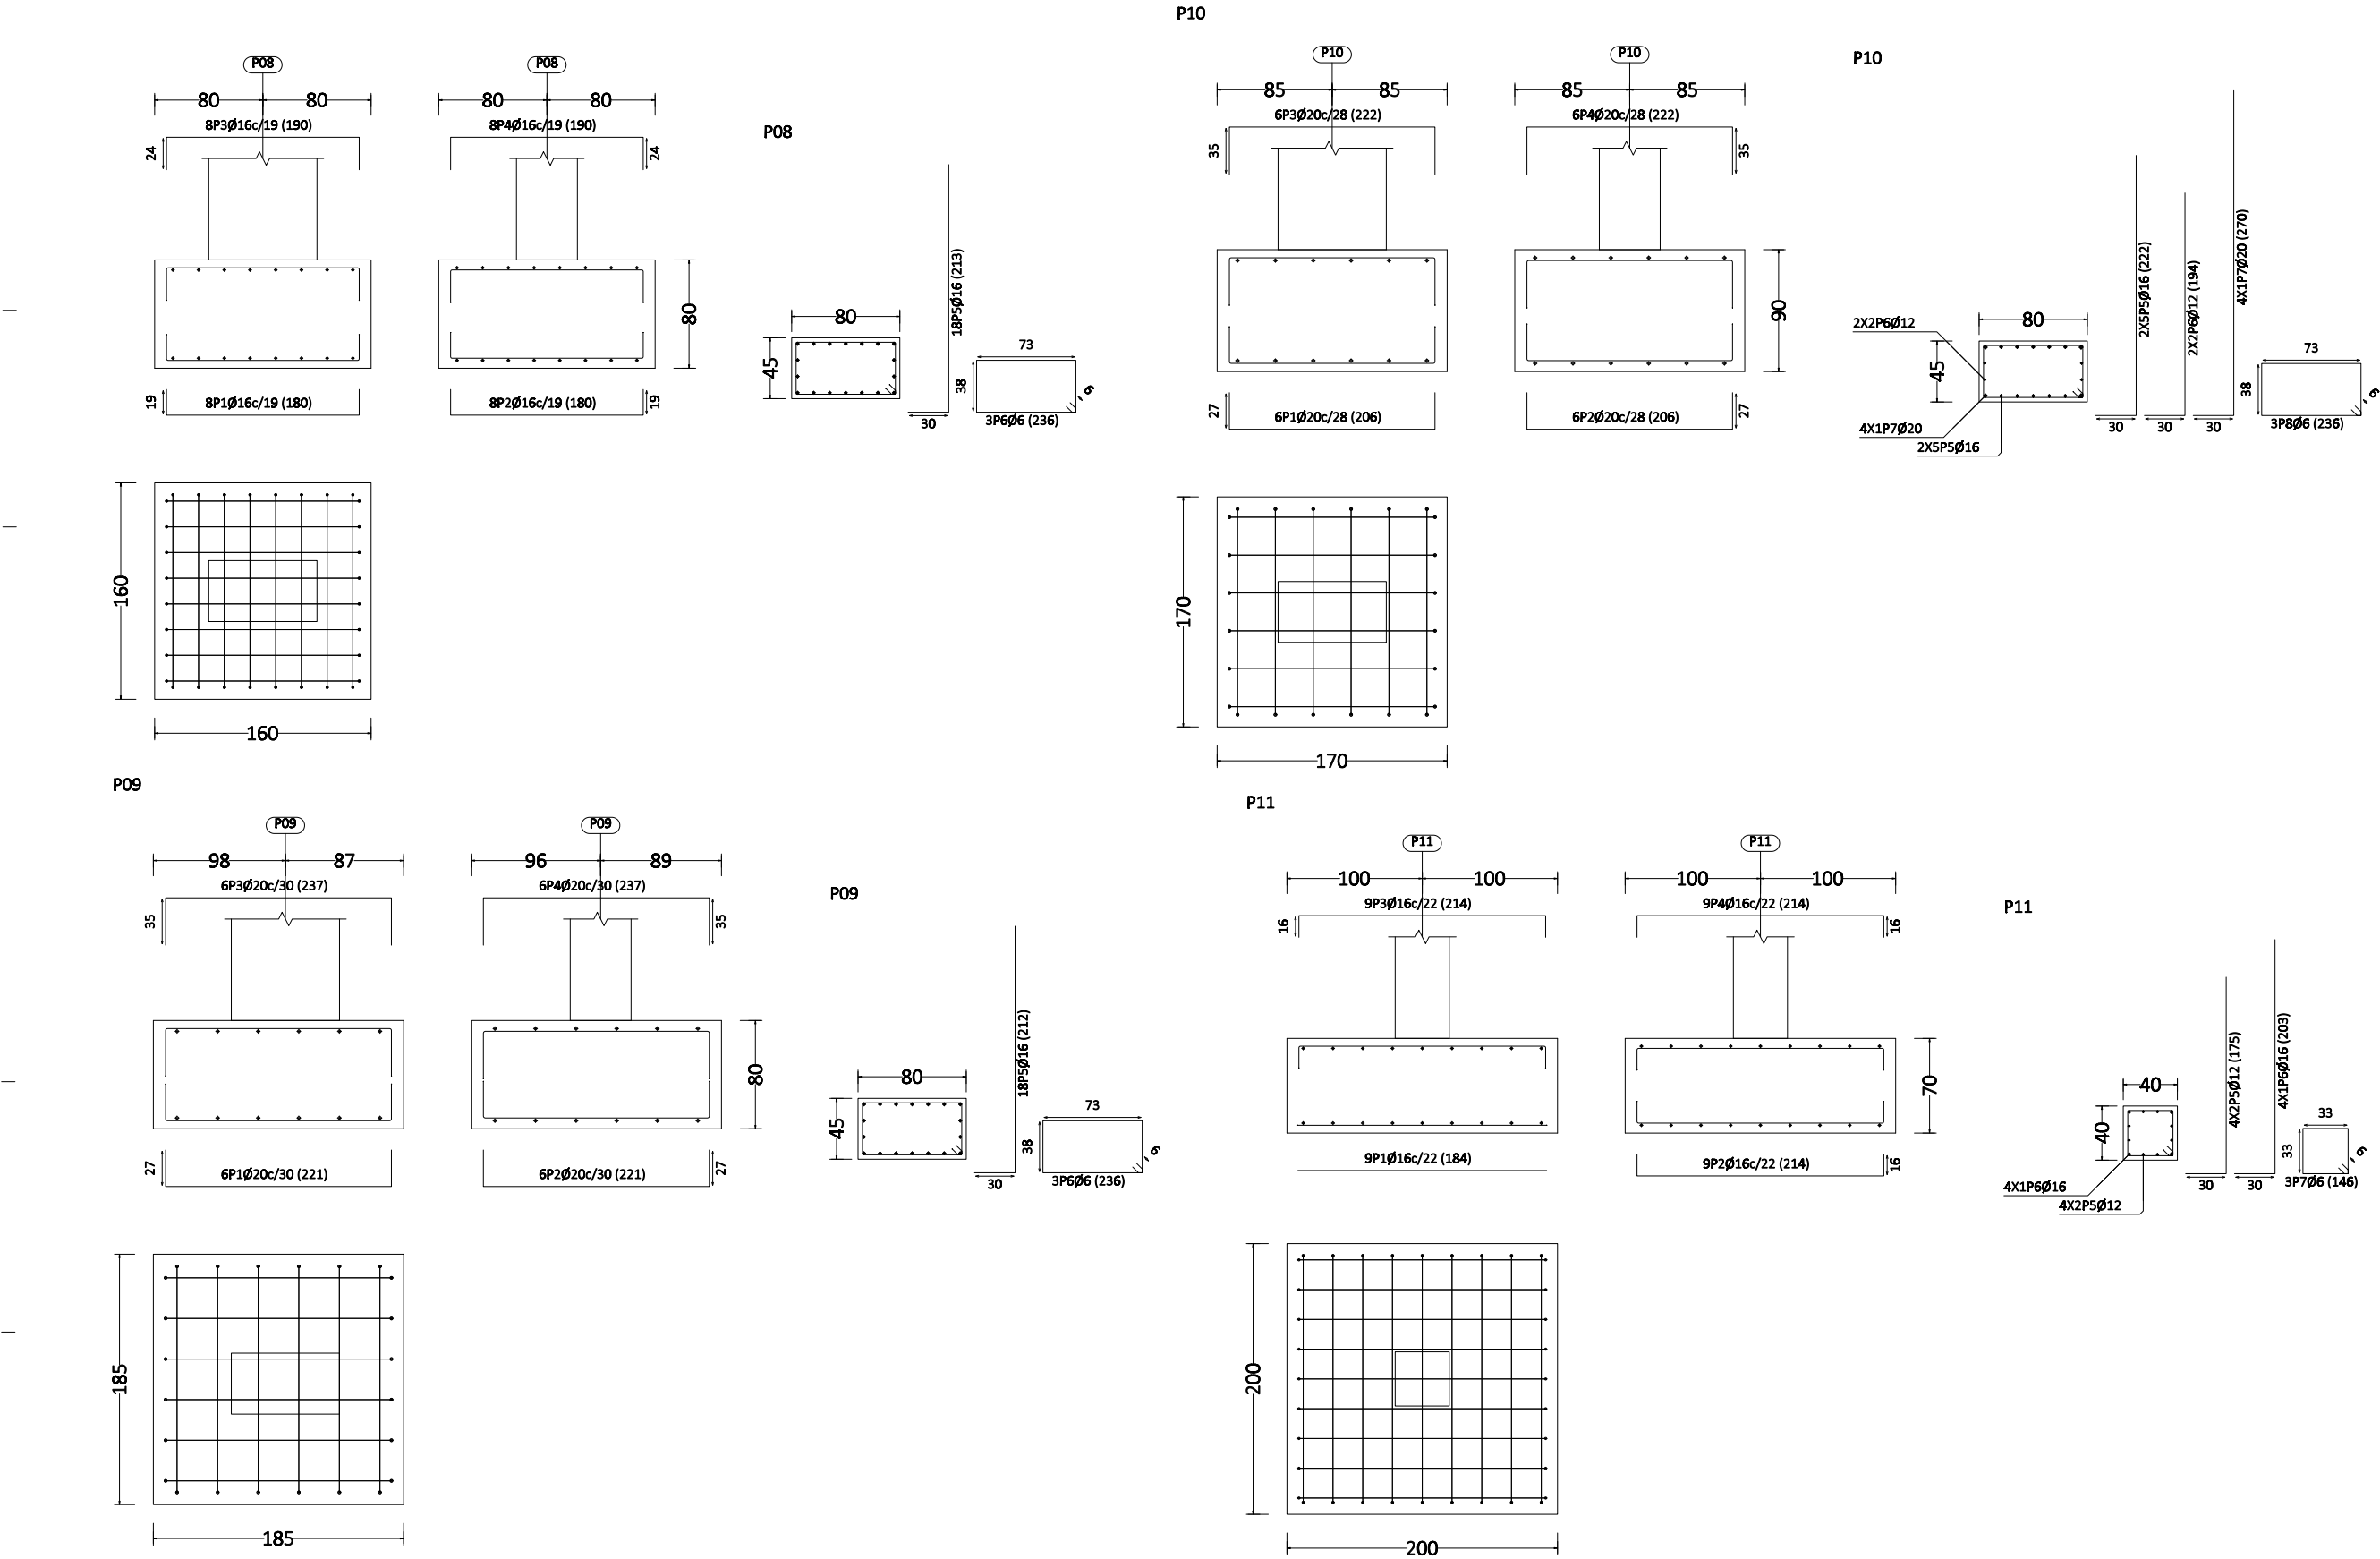 P08
P08
80
80
80
80
8P3Ø16c/19 (190)
8P4Ø16c/19 (190)
24
24
80
8P1Ø16c/19 (180)
8P2Ø16c/19 (180)
19
19
160
160
P08
80
45
18P5Ø16 (213)
30
73
38
6
3P6Ø6 (236)
P10
P10
P10
85
85
85
85
6P3Ø20c/28 (222)
6P4Ø20c/28 (222)
35
35
90
6P1Ø20c/28 (206)
6P2Ø20c/28 (206)
27
27
170
170
P10
2X2P6Ø12
80
45
4X1P7Ø20
2X5P5Ø16
2X5P5Ø16 (222)
2X2P6Ø12 (194)
4X1P7Ø20 (270)
30
30
30
73
38
6
3P8Ø6 (236)
P09
P09
P09
98
87
96
89
6P3Ø20c/30 (237)
6P4Ø20c/30 (237)
35
35
80
6P1Ø20c/30 (221)
6P2Ø20c/30 (221)
27
27
185
185
P09
80
45
18P5Ø16 (212)
30
73
38
6
3P6Ø6 (236)
P11
P11
P11
100
100
100
100
9P3Ø16c/22 (214)
9P4Ø16c/22 (214)
16
16
70
9P1Ø16c/22 (184)
9P2Ø16c/22 (214)
16
200
200
P11
40
40
4X1P6Ø16
4X2P5Ø12
4X2P5Ø12 (175)
4X1P6Ø16 (203)
30
30
33
33
6
3P7Ø6 (146)